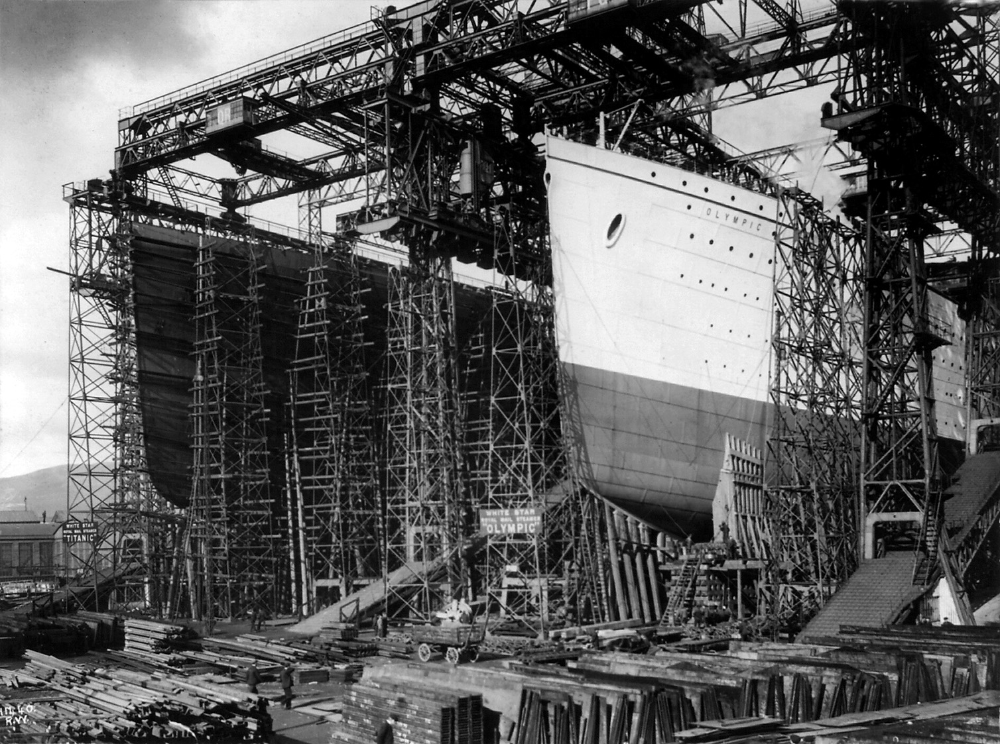 OLYMPIC
WHITE STAR
ROYAL MAIL STEAMER
"TITANIC"
WHITE STAR
ROYAL MAIL STEAMER
"OLYMPIC"
R.W.